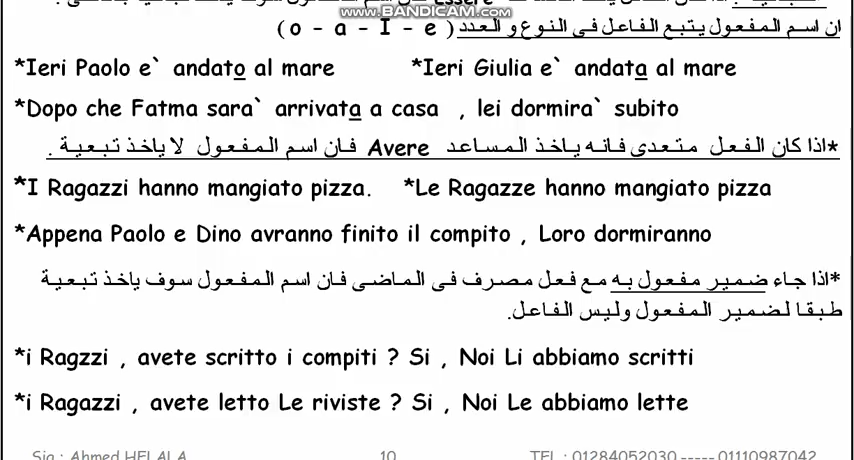 WWW.BANDICAM.COM
ان اسم المفعول يتبع الفاعل فى النوع و العدد ( o - a - I - e )
*Ieri Paolo e` andato al mare *Ieri Giulia e` andata al mare
*Dopo che Fatma sara` arrivata a casa , lei dormira` subito
*اذا كان الفعل متعدى فانه ياخذ المساعد Avere فان اسم المفعول لا ياخذ تبعية .
*I Ragazzi hanno mangiato pizza. *Le Ragazze hanno mangiato pizza
*Appena Paolo e Dino avranno finito il compito , Loro dormiranno
*اذا جاء ضمير مفعول به مع فعل مصرف فى الماضى فان اسم المفعول سوف ياخذ تبعية
طبقا لضمير المفعول وليس الفاعل.
*i Ragzzi , avete scritto i compiti ? Si , Noi Li abbiamo scritti
*i Ragazzi , avete letto Le riviste ? Si , Noi Le abbiamo lette
Sig : Ahmed HELALA 10 TEL : 01284052030 ----- 01110987042